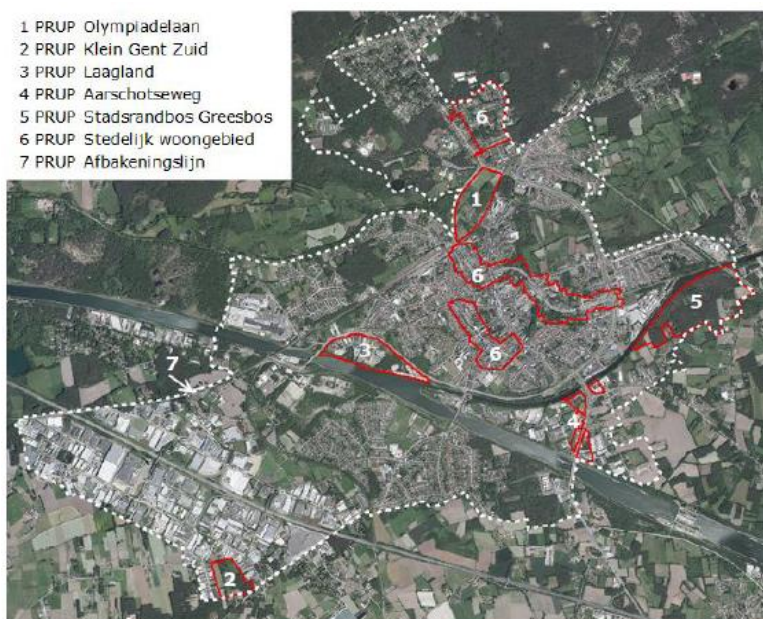 1 PRUP Olympiadelaan
2 PRUP Klein Gent Zuid
3 PRUP Laagland
4 PRUP Aarschotseweg
5 PRUP Stadsrandbos Greesbos
6 PRUP Stedelijk woongebied
7 PRUP Afbakeningslijn
6
1
6
5
3
6
7
4
2